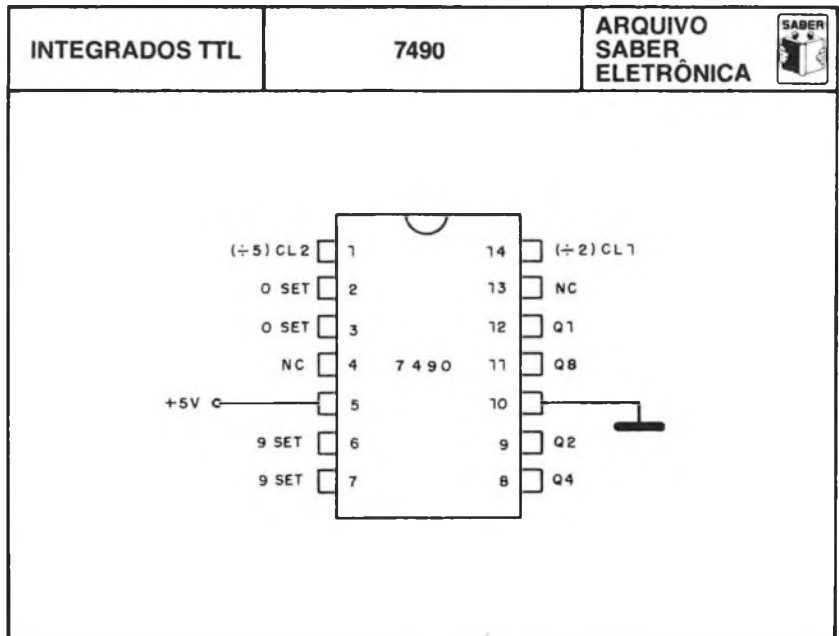 INTEGRADOS TTL
7490
ARQUIVO
SABER
ELETRÔNICA
SABER
(÷5) CL2 1
0 SET 2
0 SET 3
NC 4
+5V 5
9 SET 6
9 SET 7
7490
14 (÷2) CL1
13 NC
12 Q1
11 Q8
10
9 Q2
8 Q4